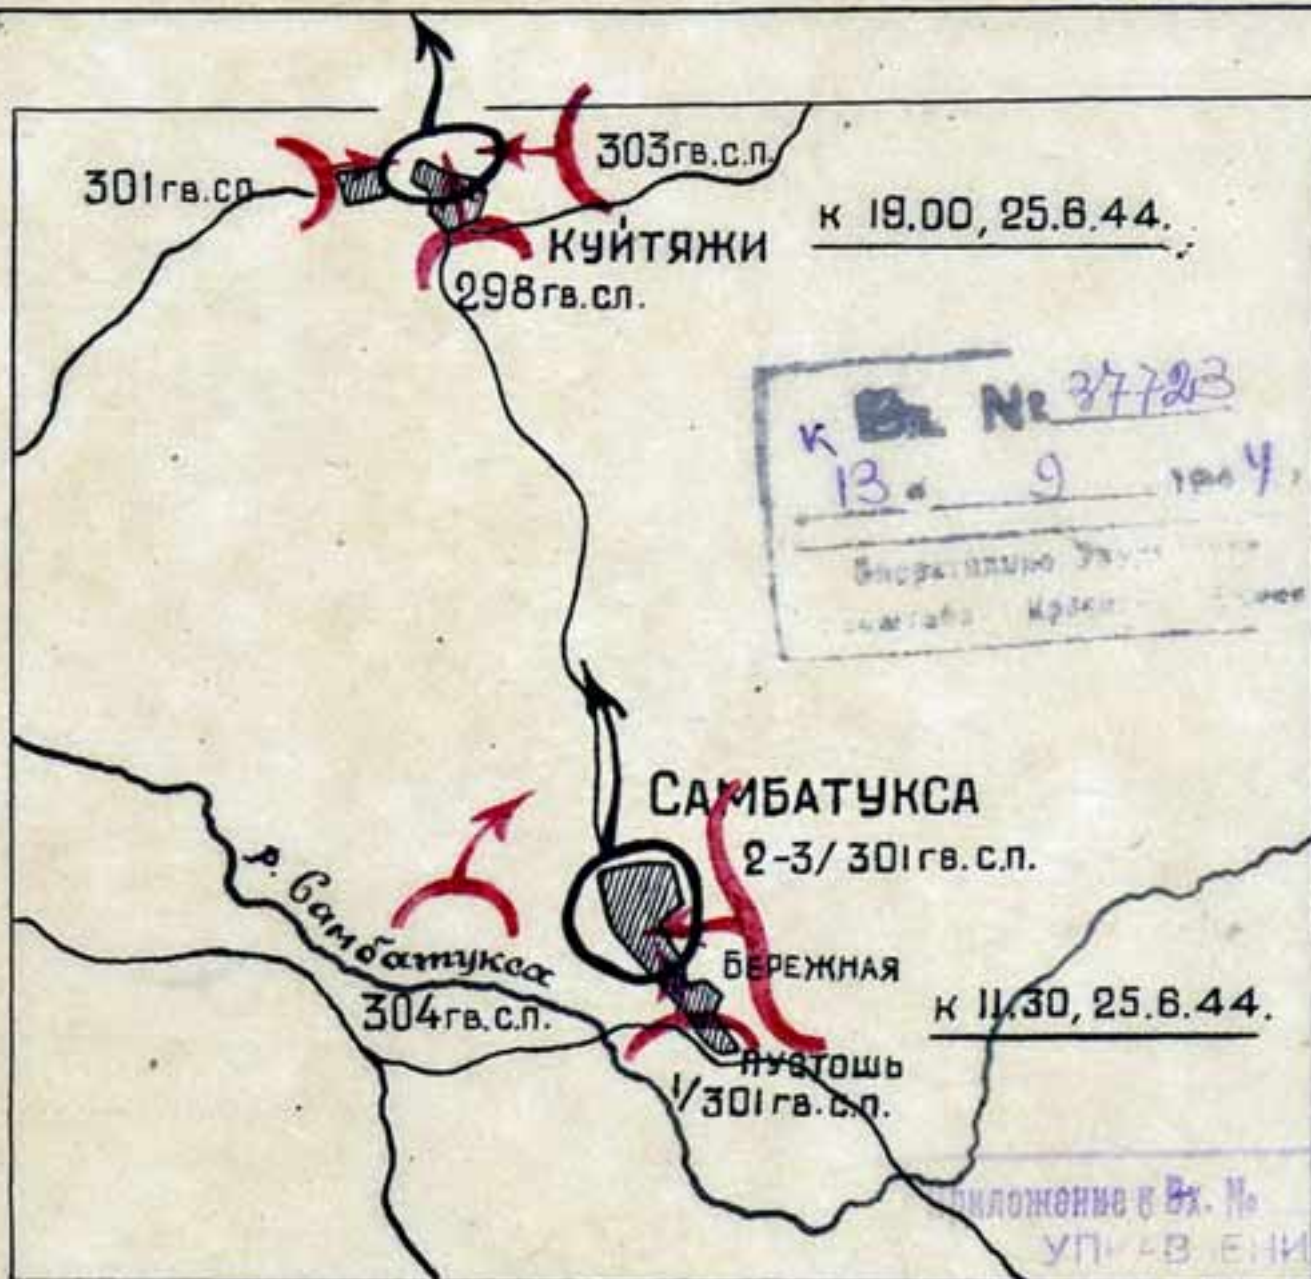 301гв.сп.
303гв.с.п.
КУЙТЯЖИ
к 19.00, 25.6.44.
298гв.сп.
к Вх. № 37723
13 9 4
САМБАТУКСА
2-3/301гв.с.п.
р. Самбатукса
БЕРЕЖНАЯ
304гв.с.п.
к 11.30, 25.6.44.
ПУСТОШЬ
1/301гв.с.п.
Приложение к Вх. №